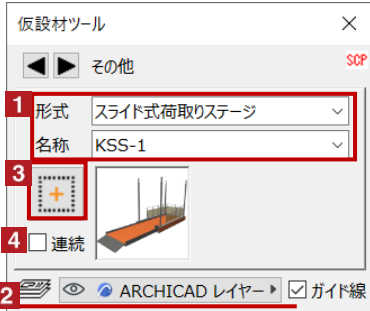 仮設材ツール
その他 SCP
1 形式 スライド式荷取りステージ
名称 KSS-1
3
4 連続
2 ARCHICAD レイヤー ガイド線